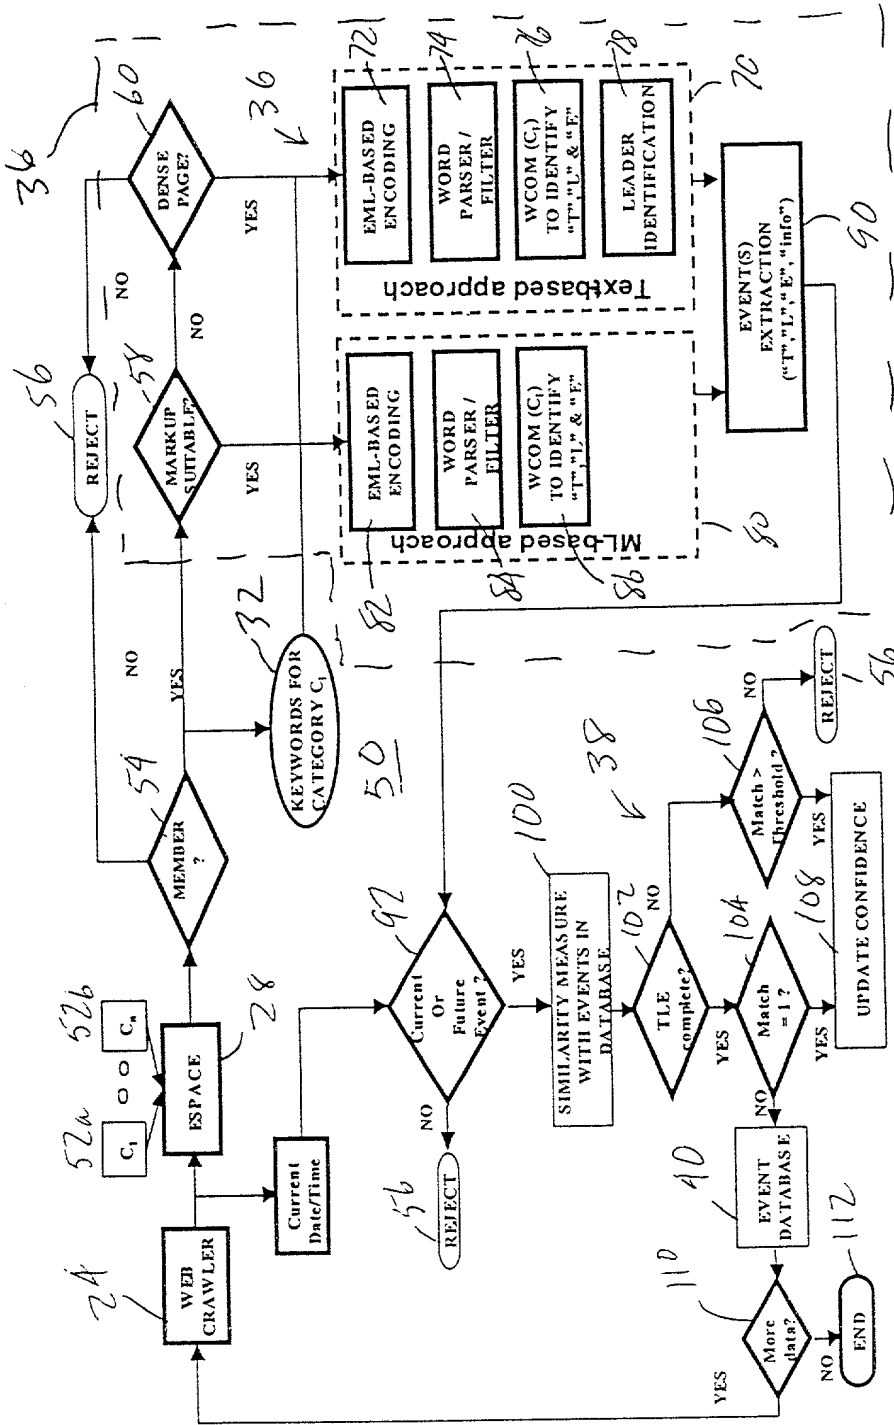 24
WEB
CRAWLER
52a
C₁
O O
52b
Cₙ
ESPACE
28
Current
Date/Time
54
MEMBER
?
NO
YES
KEYWORDS FOR
CATEGORY C₁
32
50
56
REJECT
MARKUP
SUITABLE?
58
NO
YES
NO
DENSE
PAGE?
60
YES
36
36
82
EML-BASED
ENCODING
84
WORD
PARSER /
FILTER
86
WCOM (C₁)
TO IDENTIFY
“T”,”L” & “E”
ML-based approach
80
EML-BASED
ENCODING
72
WORD
PARSER /
FILTER
74
WCOM (C₁)
TO IDENTIFY
“T”,”L” & “E”
76
LEADER
IDENTIFICATION
78
Text-based approach
70
EVENT(S)
EXTRACTION
(“T”,”L”,“E”, “info”)
90
92
Current
Or
Future
Event ?
NO
56
REJECT
YES
100
SIMILARITY MEASURE
WITH EVENTS IN
DATABASE
38
102
TLE
complete?
NO
YES
104
Match
= 1 ?
NO
YES
106
Match >
Threshold ?
NO
REJECT
56
YES
108
UPDATE CONFIDENCE
40
EVENT
DATABASE
110
More
data?
YES
NO
END
112